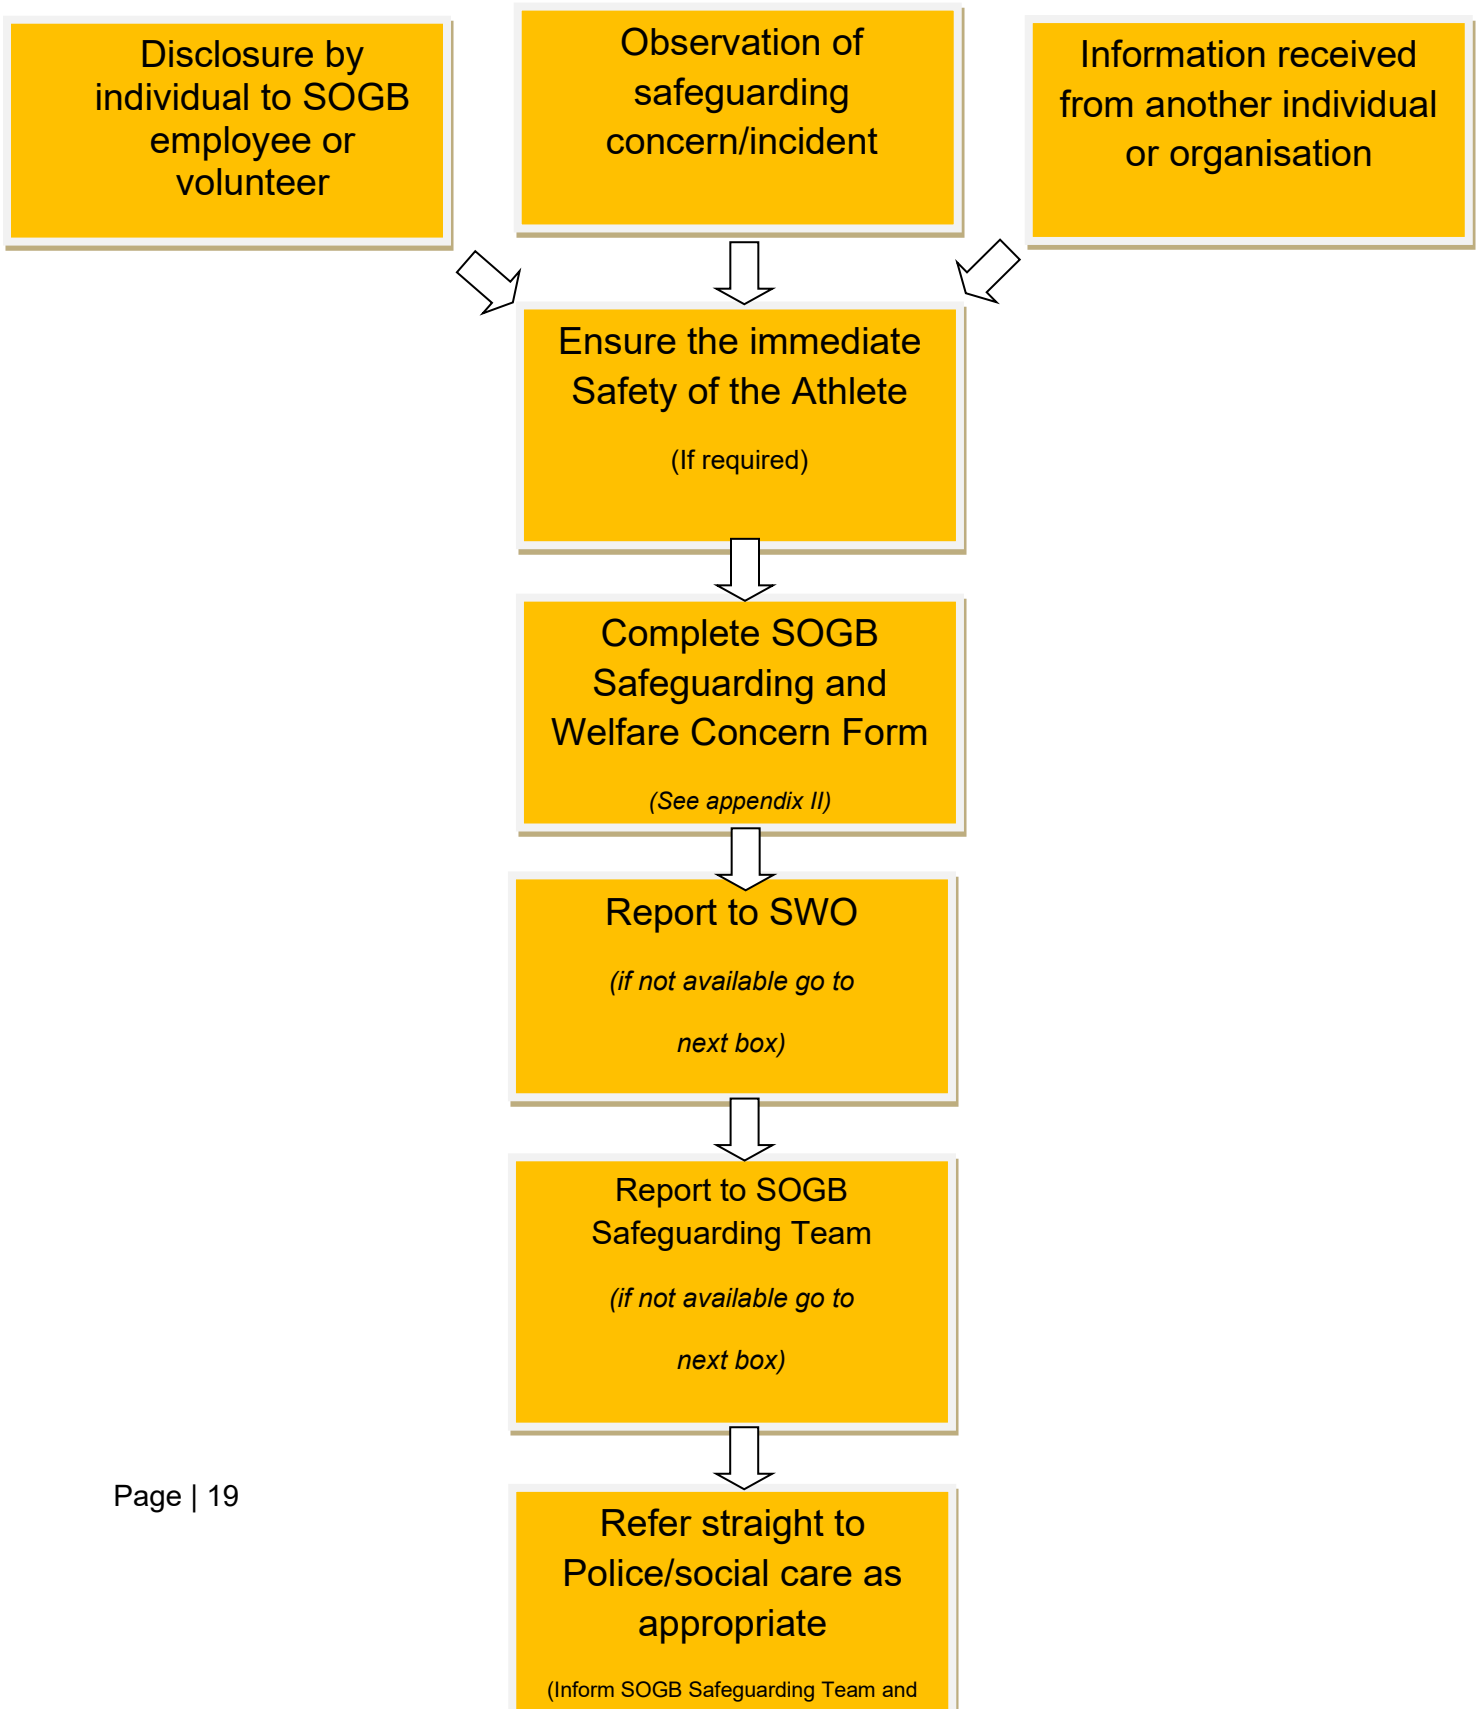 Disclosure by
individual to SOGB
employee or
volunteer
Observation of
safeguarding
concern/incident
Information received
from another individual
or organisation
Ensure the immediate
Safety of the Athlete
(If required)
Complete SOGB
Safeguarding and
Welfare Concern Form
(See appendix II)
Report to SWO
(if not available go to
next box)
Report to SOGB
Safeguarding Team
(if not available go to
next box)
Page | 19
Refer straight to
Police/social care as
appropriate
(Inform SOGB Safeguarding Team and